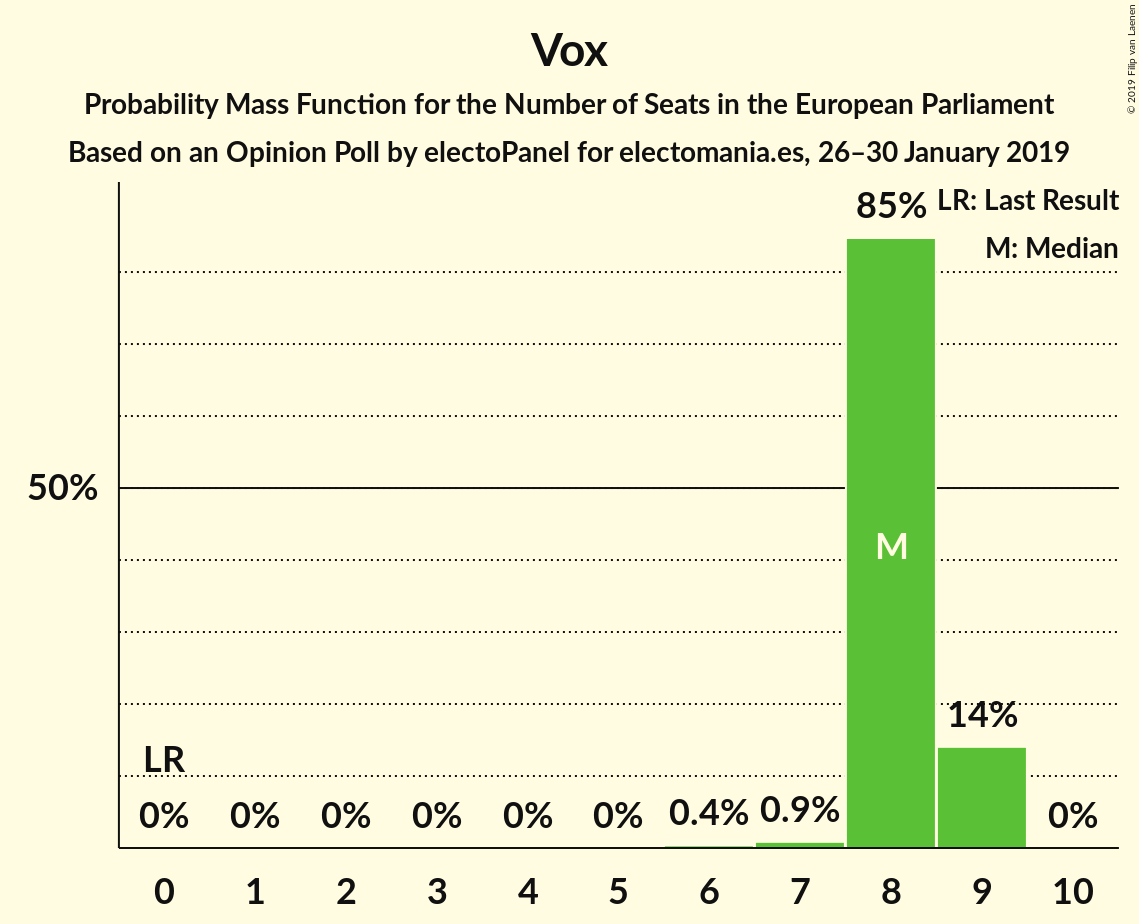 Vox
Probability Mass Function for the Number of Seats in the European Parliament
Based on an Opinion Poll by electoPanel for electomania.es, 26–30 January 2019
© 2019 Filip van Laenen
85%
LR: Last Result
M: Median
50%
M
14%
LR
0%
0%
0%
0%
0%
0%
0.4%
0.9%
0%
0
1
2
3
4
5
6
7
8
9
10